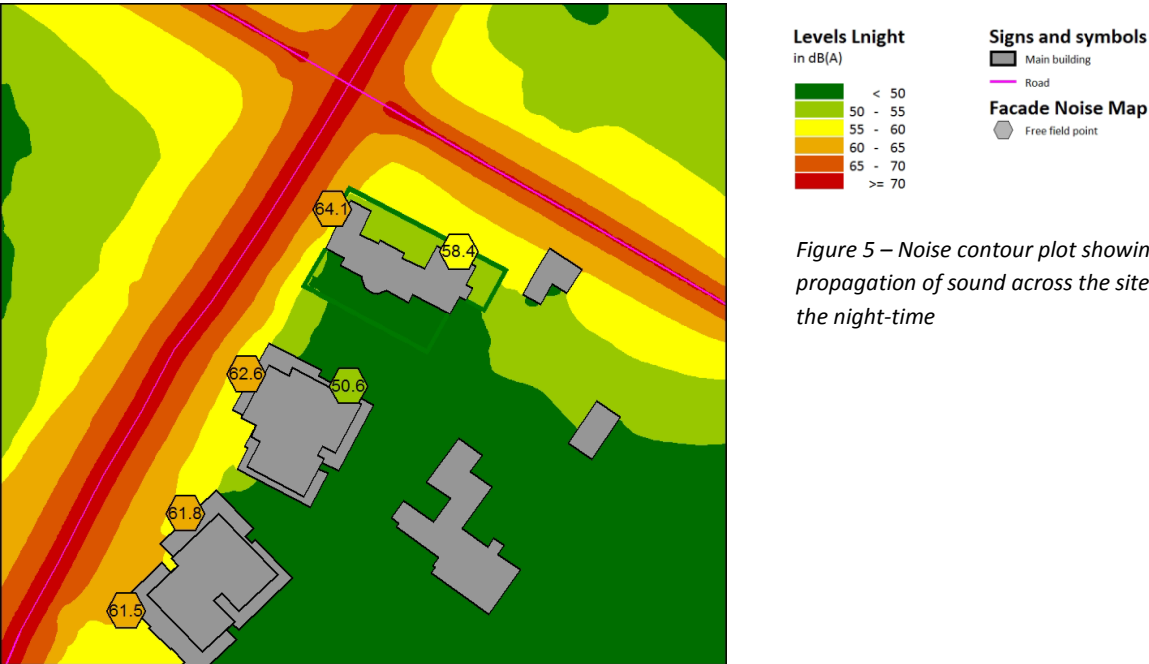 64.1
58.4
62.6
50.6
61.8
61.5
Levels Lnight
in dB(A)
< 50
50 - 55
55 - 60
60 - 65
65 - 70
>= 70
Signs and symbols
Main building
Road
Facade Noise Map
Free field point
Figure 5 – Noise contour plot showin
propagation of sound across the site
the night-time